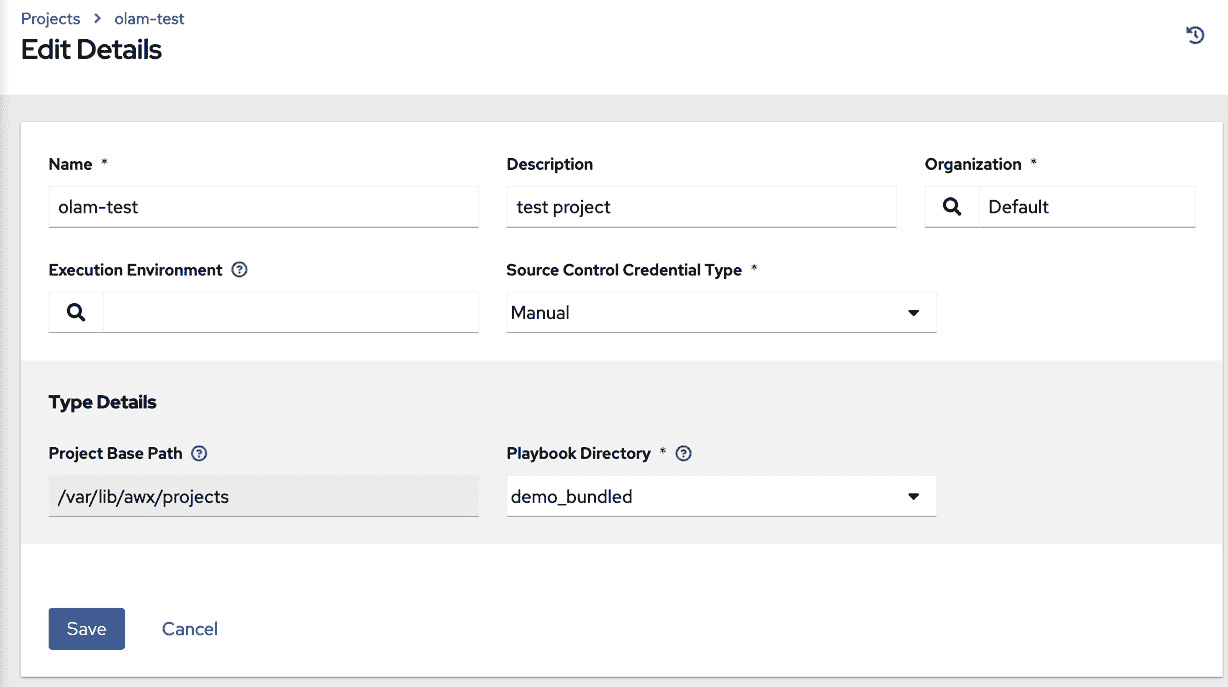 Projects > olam-test
Edit Details
Name * Description Organization *
olam-test test project Default
Execution Environment ? Source Control Credential Type *
Manual
Type Details
Project Base Path ? Playbook Directory * ?
/var/lib/awx/projects demo_bundled
Save Cancel